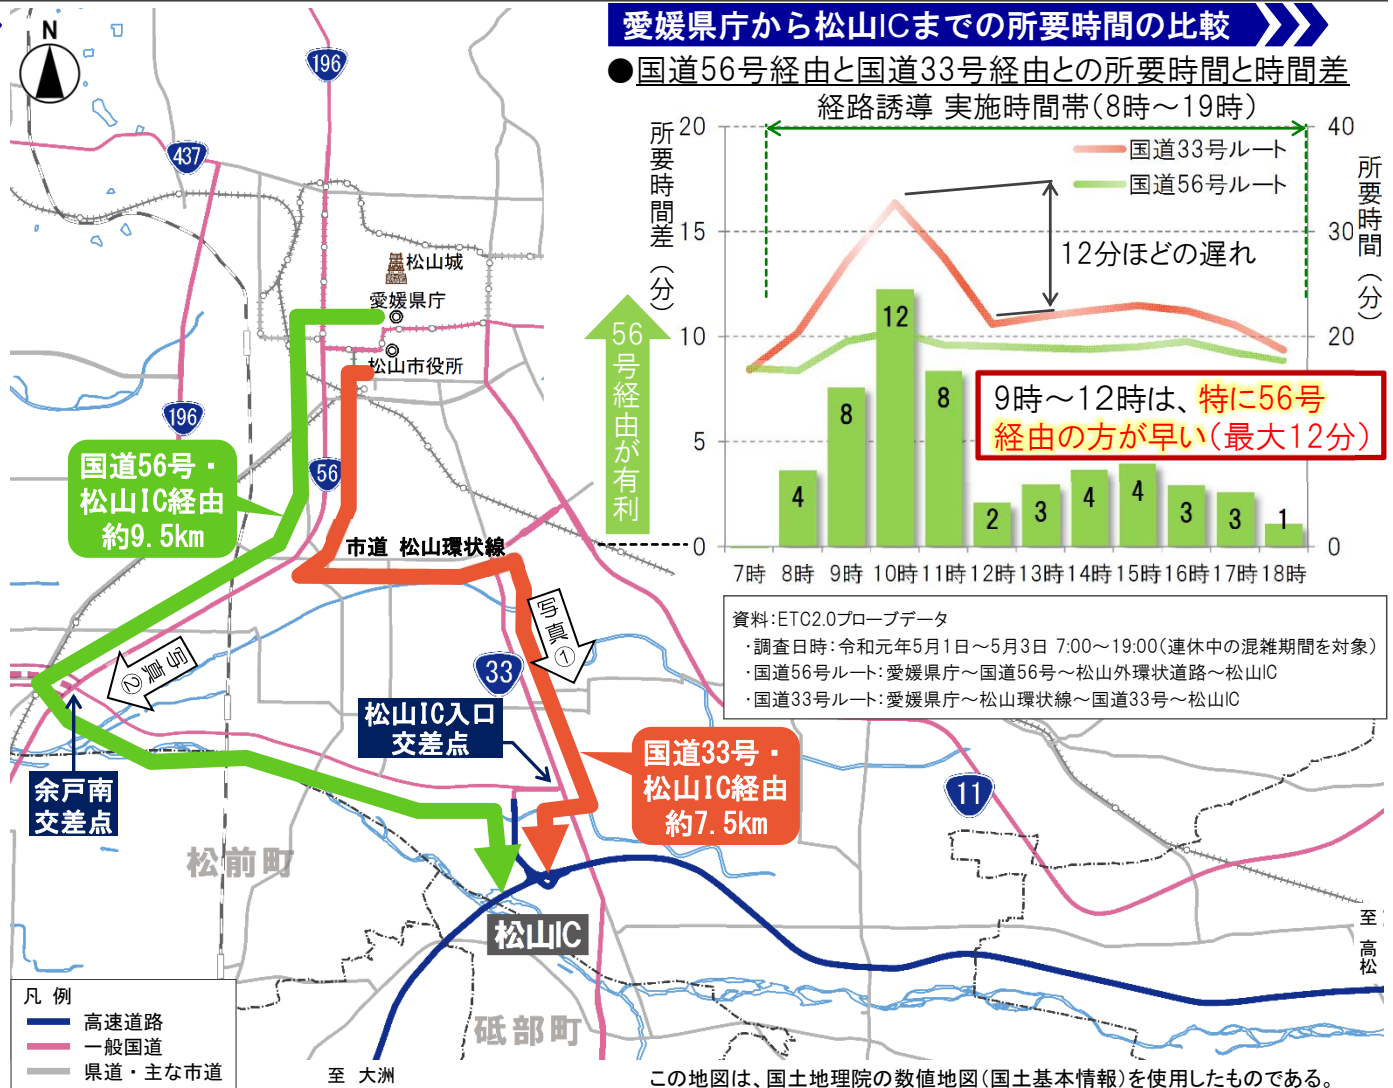 愛媛県庁から松山ICまでの所要時間の比較
●国道56号経由と国道33号経由との所要時間と時間差
経路誘導 実施時間帯(8時～19時)
所要時間差(分)
20
15
10
5
0
40
30
20
0
所要時間(分)
国道33号ルート
国道56号ルート
12分ほどの遅れ
56号経由が有利
4
8
12
8
2
3
4
4
3
3
1
9時～12時は、特に56号
経由の方が早い(最大12分)
7時 8時 9時 10時 11時 12時 13時 14時 15時 16時 17時 18時
資料:ETC2.0プローブデータ
・調査日時:令和元年5月1日～5月3日 7:00～19:00(連休中の混雑期間を対象)
・国道56号ルート:愛媛県庁～国道56号～松山外環状道路～松山IC
・国道33号ルート:愛媛県庁～松山環状線～国道33号～松山IC
N
196
437
松山城
愛媛県庁
松山市役所
196
56
国道56号・
松山IC経由
約9.5km
市道 松山環状線
写真①
写真②
33
松山IC入口
交差点
国道33号・
松山IC経由
約7.5km
余戸南
交差点
11
松前町
松山IC
砥部町
至 高松
至 大洲
凡 例
高速道路
一般国道
県道・主な市道
この地図は、国土地理院の数値地図(国土基本情報)を使用したものである。